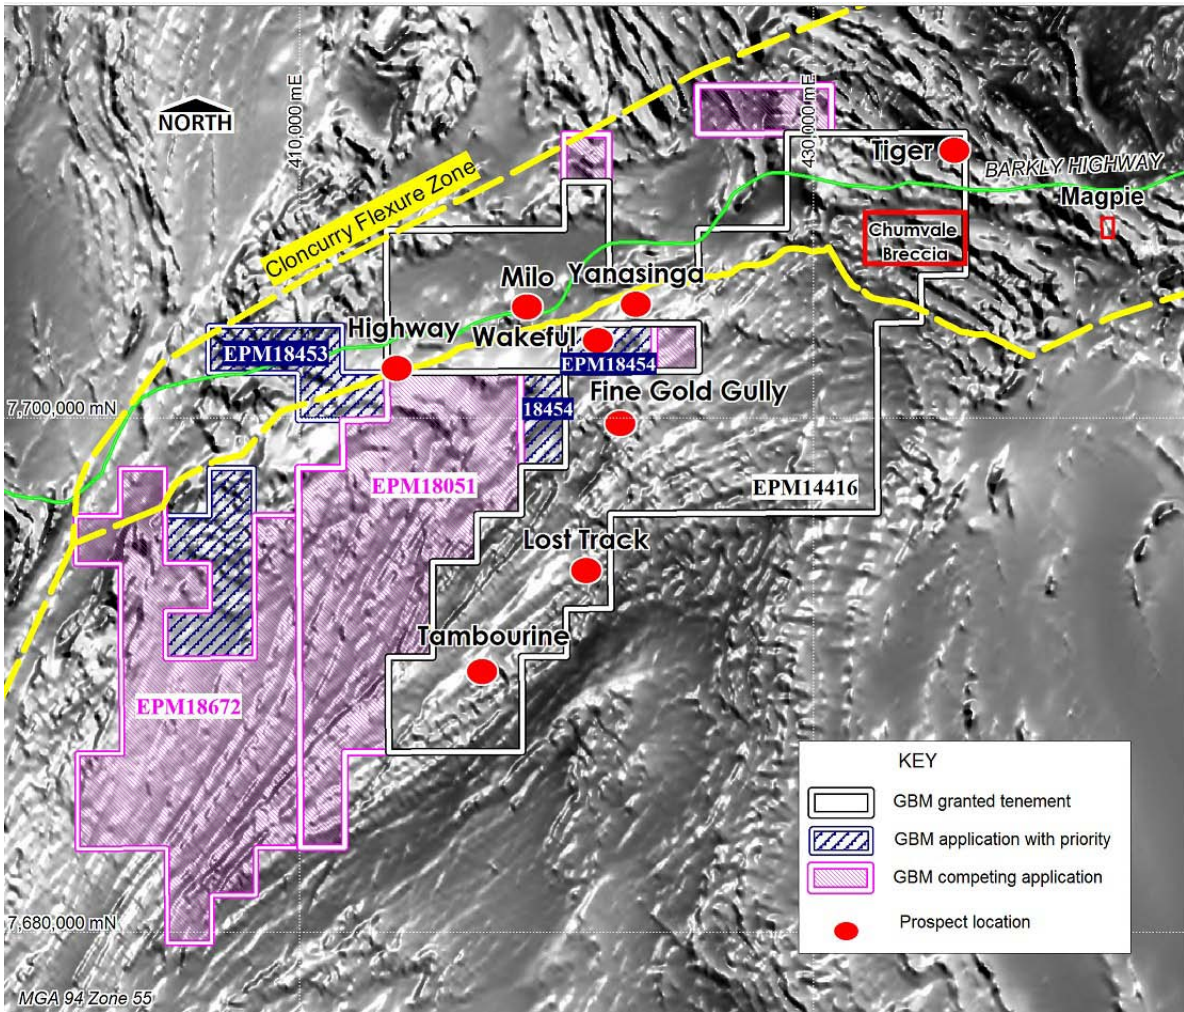 NORTH
410,000 mE
430,000 mE
Cloncurry Flexure Zone
Tiger
BARKLY HIGHWAY
Magpie
Chumvale
Breccia
Milo
Yanasinga
Highway
Wakeful
EPM18453
EPM18454
7,700,000 mN
18454
Fine Gold Gully
EPM18051
EPM14416
Lost Track
Tambourine
EPM18672
KEY
GBM granted tenement
GBM application with priority
GBM competing application
Prospect location
7,680,000 mN
MGA 94 Zone 55